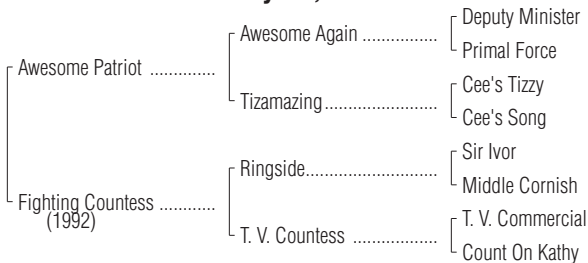 Deputy Minister
Awesome Again ................
Primal Force
Awesome Patriot ..............
Cee's Tizzy
Tizamazing........................
Cee's Song
Sir Ivor
Ringside............................
Middle Cornish
Fighting Countess ............
(1992)
T. V. Commercial
T. V. Countess ..................
Count On Kathy